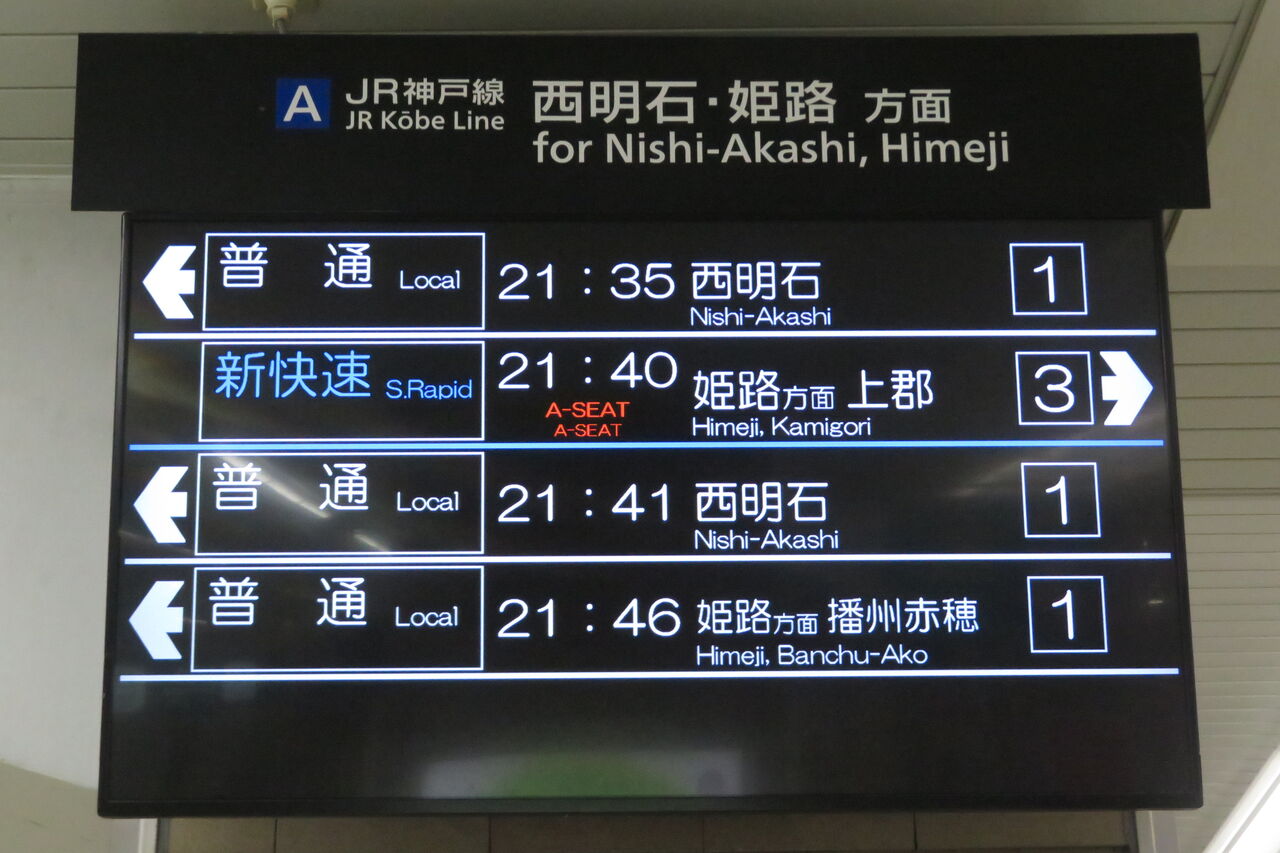 A JR神戸線 西明石・姫路 方面
JR Kōbe Line for Nishi-Akashi, Himeji
普 通 Local 21:35 西明石 1
Nishi-Akashi
新快速 S.Rapid 21:40 姫路方面 上郡 3
A-SEAT
A-SEAT
Himeji, Kamigori
普 通 Local 21:41 西明石 1
Nishi-Akashi
普 通 Local 21:46 姫路方面 播州赤穂 1
Himeji, Banchu-Ako